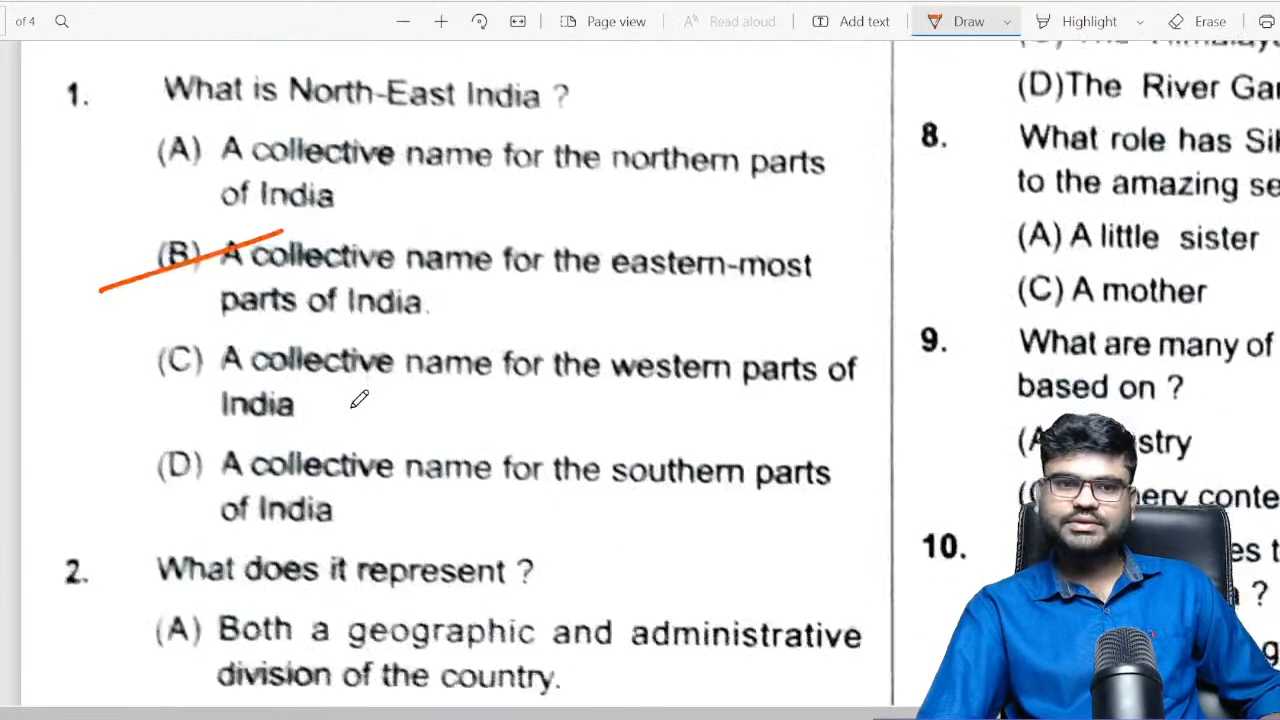 of 4
Page view
Read aloud
Add text
Draw
Highlight
Erase
1. What is North-East India ?
(A) A collective name for the northern parts
of India
(B) A collective name for the eastern-most
parts of India.
(C) A collective name for the western parts of
India
(D) A collective name for the southern parts
of India
2. What does it represent ?
(A) Both a geographic and administrative
division of the country.
(D)The River
8. What role has
to the amazing
(A) A little sister
(C) A mother
9. What are many of
based on ?
10.
?